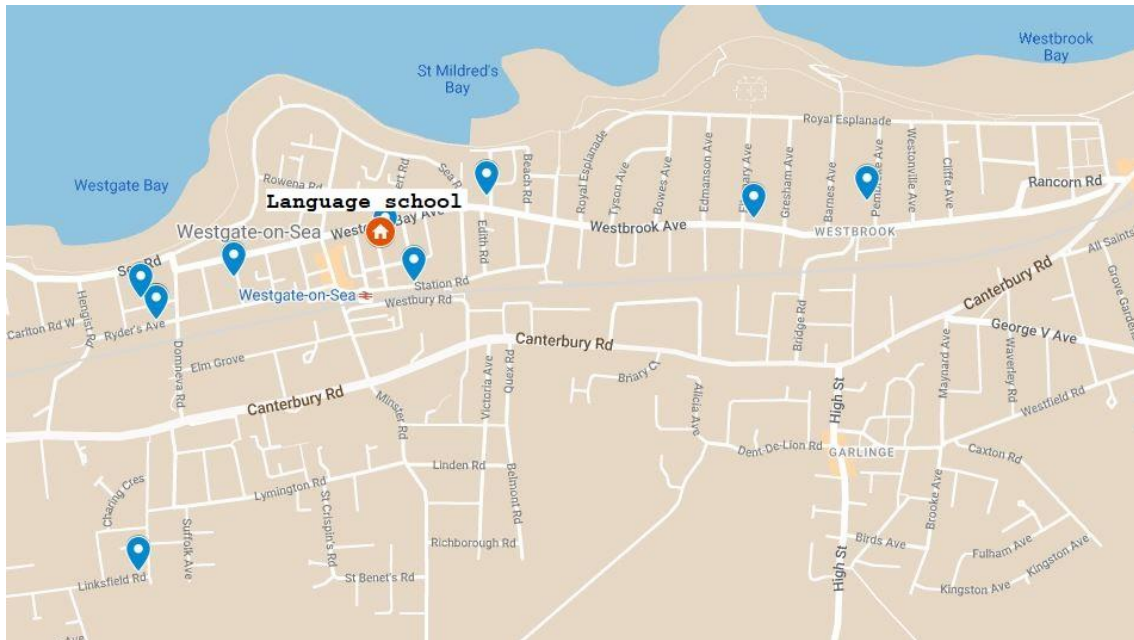 Westbrook
Bay
St Mildred's
Bay
Westgate Bay
Royal Esplanade
Rowena Rd
Sea R
Beach Rd
Royal Esplanade
Tyson Ave
Bowes Ave
Edmanson Ave
Gresham Ave
Barnes Ave
Westonville Ave
Cliffe Ave
Rancorn Rd
Language school
Westbrook Ave
WESTBROOK
Westgate-on-Sea
Edith Rd
All Saints
Station Rd
Westgate-on-Sea
Westbury Rd
Hengist Rd
Carlton Rd W
Ryder's Ave
Canterbury Rd
Grove Gardens
Bridge Rd
George V Ave
Canterbury Rd
Domneva Rd
Elm Grove
Quex Rd
Victoria Ave
Briary Cl
Maynard Ave
Waverley Rd
Canterbury Rd
Minster Rd
Alicia Ave
High St
Westfield Rd
Dent-De-Lion Rd
GARLINGE
Linden Rd
Caxton Rd
Charing Cres
Lymington Rd
St Crispin's Rd
Belmont Rd
Brooke Ave
Suffolk Ave
Richborough Rd
Birds Ave
Fulham Ave
Kingston Ave
High St
Linksfield Rd
St Benet's Rd
Kingston Ave